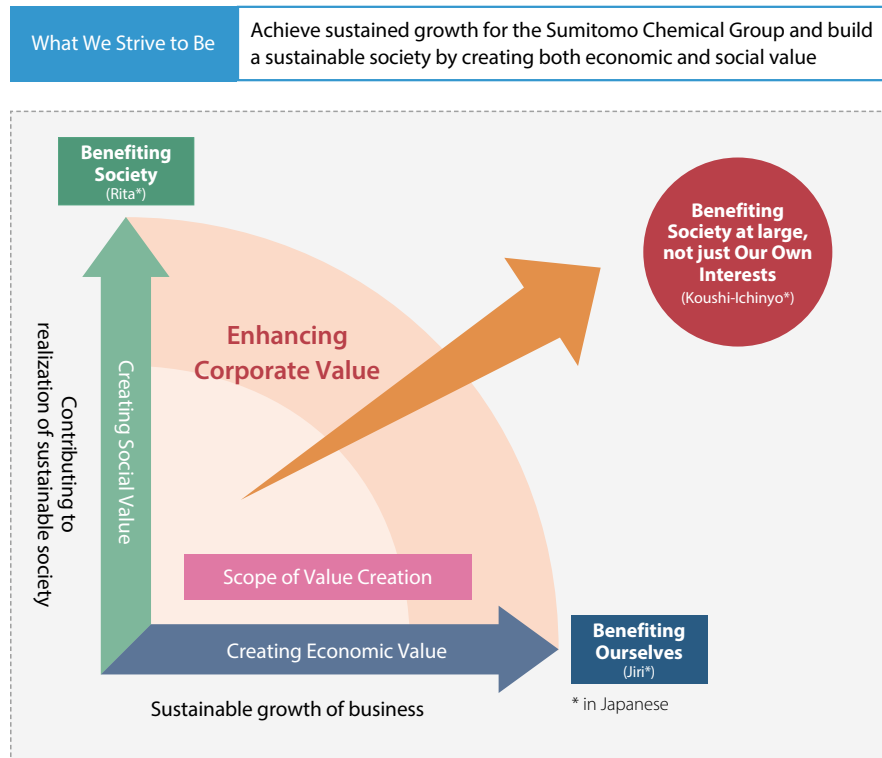 What We Strive to Be
Achieve sustained growth for the Sumitomo Chemical Group and build
a sustainable society by creating both economic and social value
Benefiting
Society
(Rita*)
Benefiting
Society at large,
not just Our Own
Interests
(Koushi-Ichinyo*)
Enhancing
Corporate Value
Contributing to
realization of sustainable society
Creating Social Value
Scope of Value Creation
Creating Economic Value
Benefiting
Ourselves
(Jiri*)
Sustainable growth of business
* in Japanese